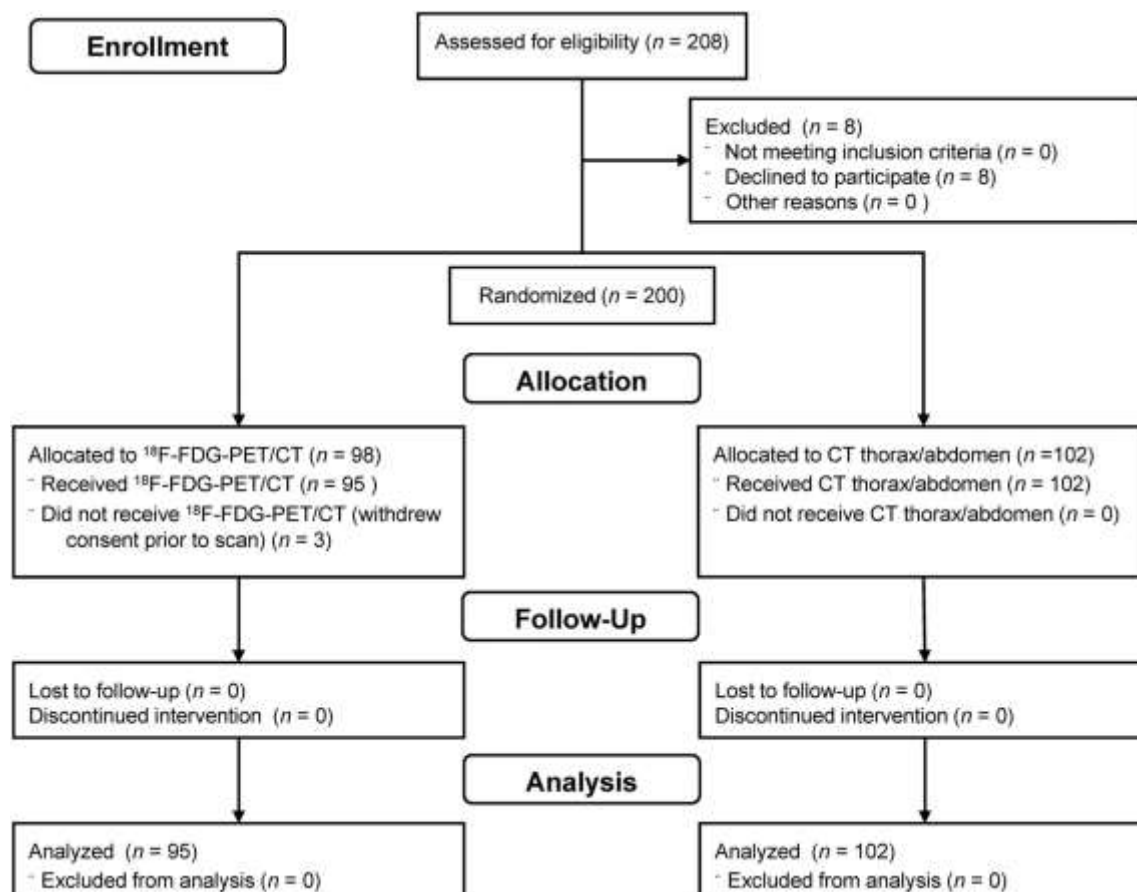 Enrollment
Assessed for eligibility (n = 208)
Excluded (n = 8)
⁻ Not meeting inclusion criteria (n = 0)
⁻ Declined to participate (n = 8)
⁻ Other reasons (n = 0 )
Randomized (n = 200)
Allocation
Allocated to ¹⁸F-FDG-PET/CT (n = 98)
⁻ Received ¹⁸F-FDG-PET/CT (n = 95 )
⁻ Did not receive ¹⁸F-FDG-PET/CT (withdrew
consent prior to scan) (n = 3)
Allocated to CT thorax/abdomen (n =102)
⁻ Received CT thorax/abdomen (n = 102)
⁻ Did not receive CT thorax/abdomen (n = 0)
Follow-Up
Lost to follow-up (n = 0)
Discontinued intervention (n = 0)
Lost to follow-up (n = 0)
Discontinued intervention (n = 0)
Analysis
Analyzed (n = 95)
⁻ Excluded from analysis (n = 0)
Analyzed (n = 102)
⁻ Excluded from analysis (n = 0)